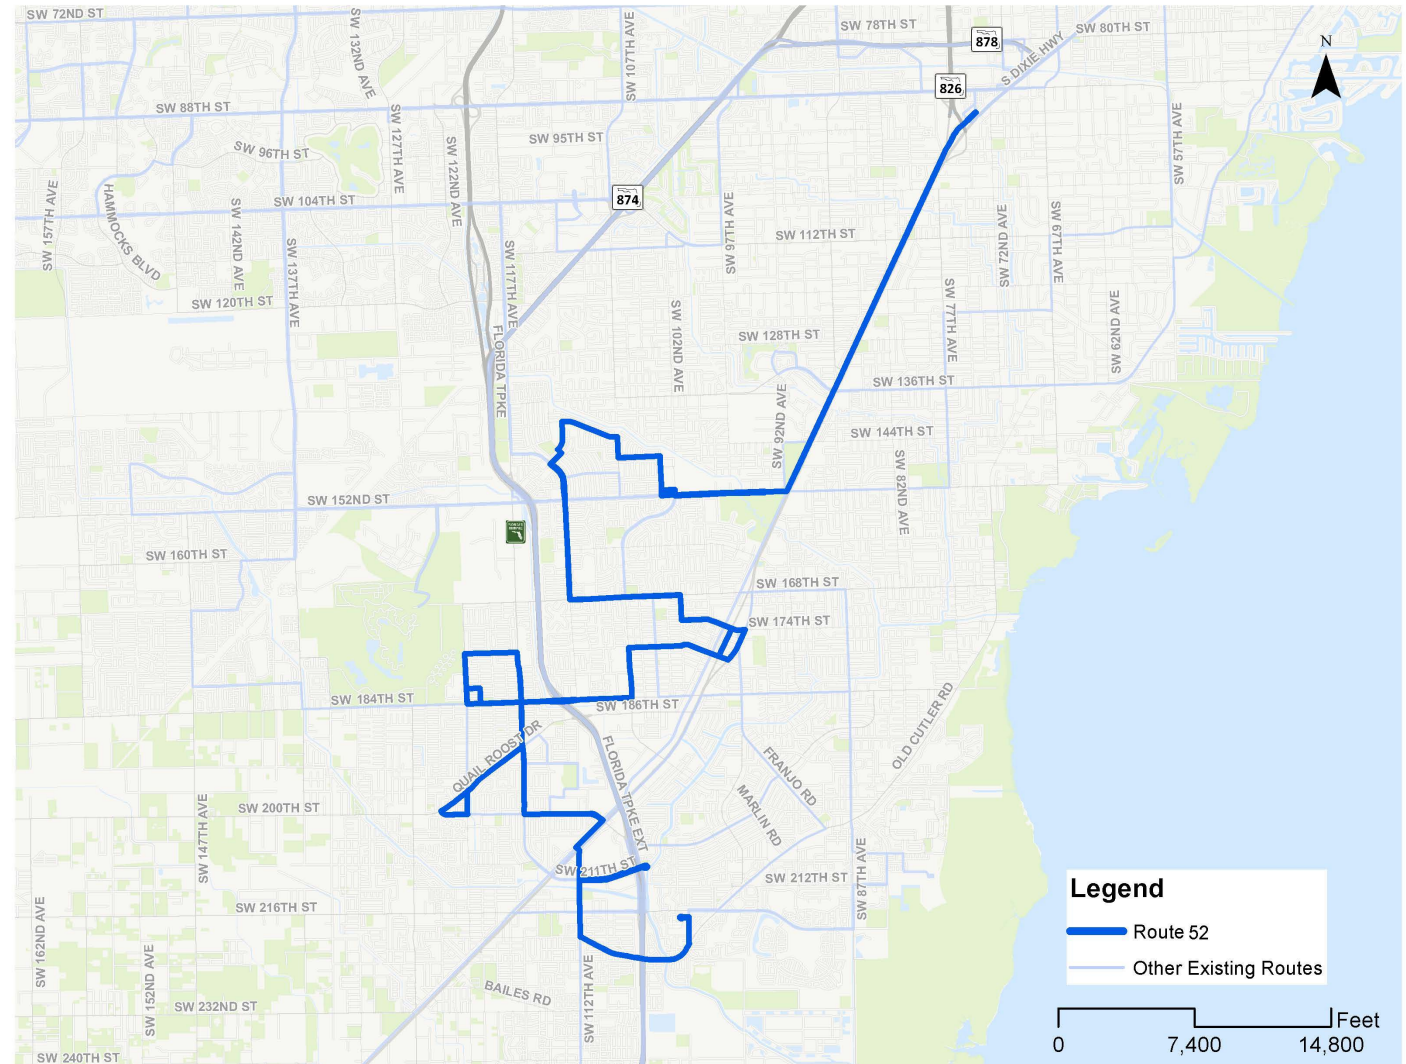 SW 72ND ST
SW 132ND AVE
SW 107TH AVE
SW 78TH ST
878
S DIXIE HWY
SW 80TH ST
N
826
SW 88TH ST
SW 127TH AVE
SW 122ND AVE
SW 95TH ST
SW 96TH ST
SW 57TH AVE
SW 157TH AVE
HAMMOCKS BLVD
SW 142ND AVE
SW 104TH ST
874
SW 137TH AVE
SW 117TH AVE
SW 97TH AVE
SW 112TH ST
SW 72ND AVE
SW 67TH AVE
SW 120TH ST
SW 77TH AVE
SW 62ND AVE
SW 102ND AVE
SW 128TH ST
FLORIDA TPKE
SW 136TH ST
SW 92ND AVE
SW 144TH ST
SW 82ND AVE
SW 152ND ST
SW 160TH ST
SW 168TH ST
SW 174TH ST
SW 184TH ST
SW 186TH ST
OLD CUTLER RD
QUAIL ROOST DR
FLORIDA TPKE EXT
FRANJO RD
MARLIN RD
SW 200TH ST
SW 147TH AVE
SW 211TH ST
SW 212TH ST
SW 87TH AVE
SW 216TH ST
SW 162ND AVE
SW 152ND AVE
SW 112TH AVE
BAILES RD
SW 232ND ST
SW 240TH ST
Legend
Route 52
Other Existing Routes
Feet
0 7,400 14,800